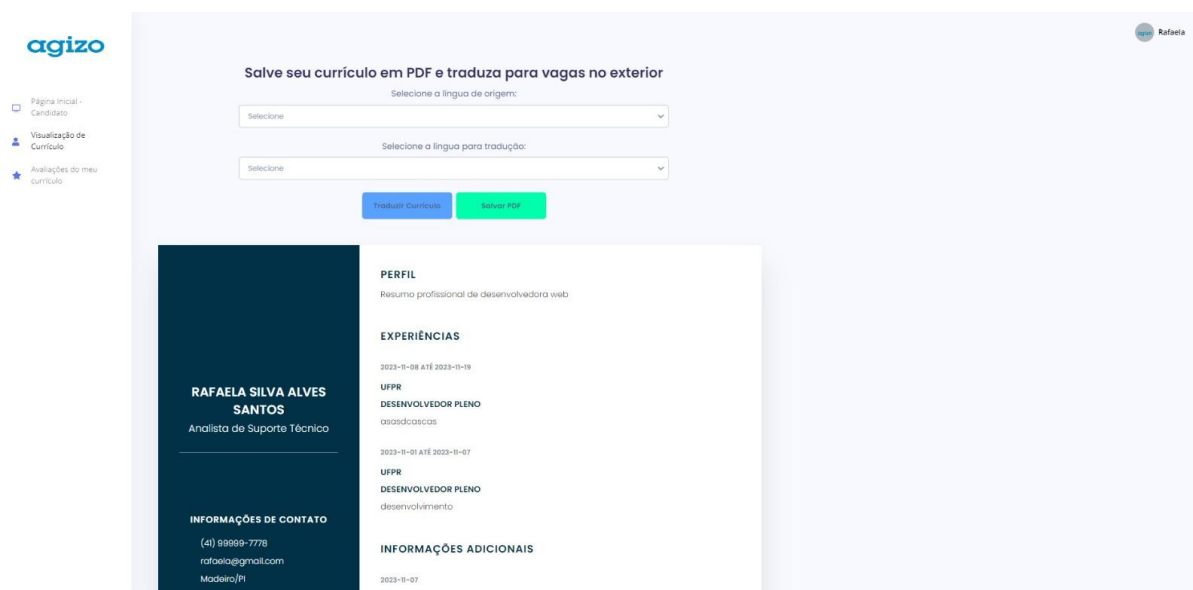 agizo
Rafaela
Página Inicial -
Candidato
Visualização de
Currículo
Avaliações do meu
currículo
Salve seu currículo em PDF e traduza para vagas no exterior
Selecione a língua de origem:
Selecione
Selecione a língua para tradução:
Selecione
Traduzir Currículo
Salvar PDF
RAFAELA SILVA ALVES
SANTOS
Analista de Suporte Técnico
INFORMAÇÕES DE CONTATO
(41) 99999-7778
rafaela@gmail.com
Madeiro/PI
PERFIL
Resumo profissional de desenvolvedora web
EXPERIÊNCIAS
2023-11-08 ATÉ 2023-11-19
UFPR
DESENVOLVEDOR PLENO
asasdcascas
2023-11-01 ATÉ 2023-11-07
UFPR
DESENVOLVEDOR PLENO
desenvolvimento
INFORMAÇÕES ADICIONAIS
2023-11-07